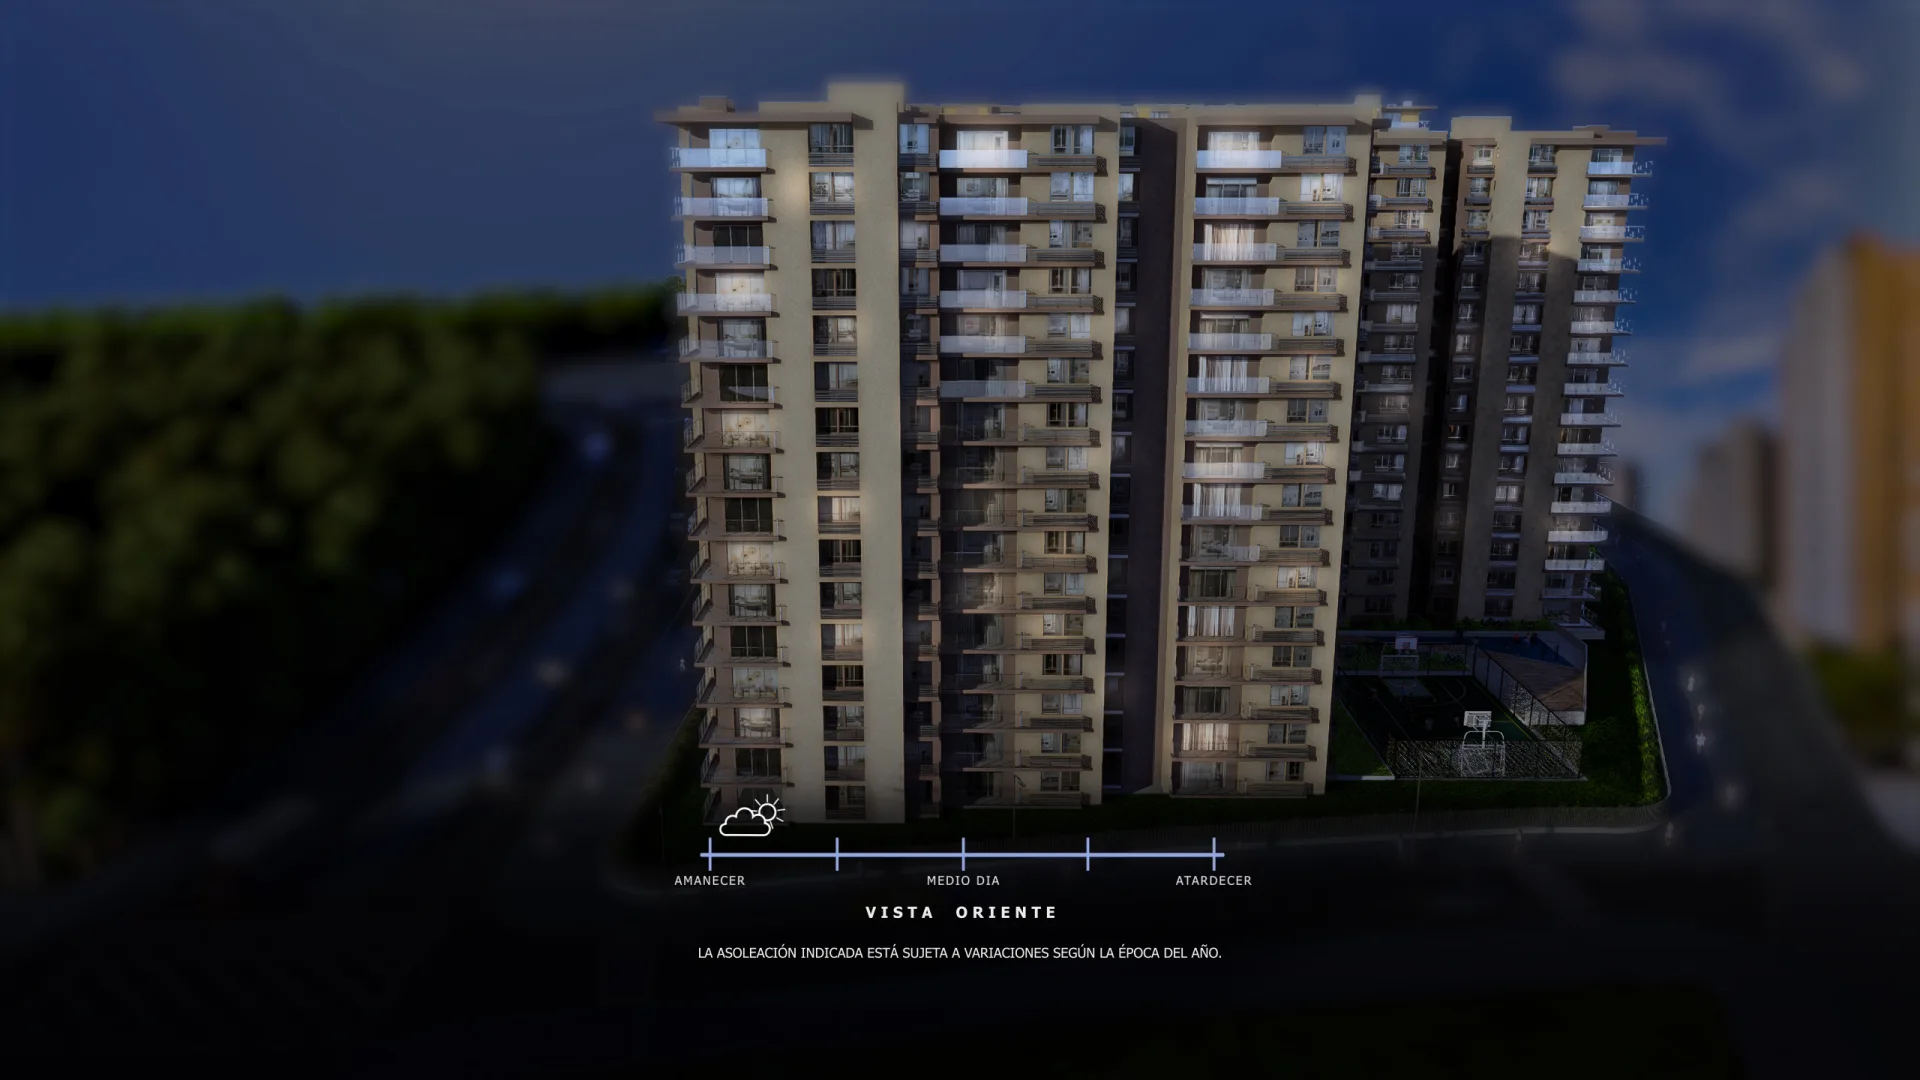 AMANECER MEDIO DIA ATARDECER
VISTA ORIENTE
LA ASOLEACIÓN INDICADA ESTÁ SUJETA A VARIACIONES SEGÚN LA ÉPOCA DEL AÑO.